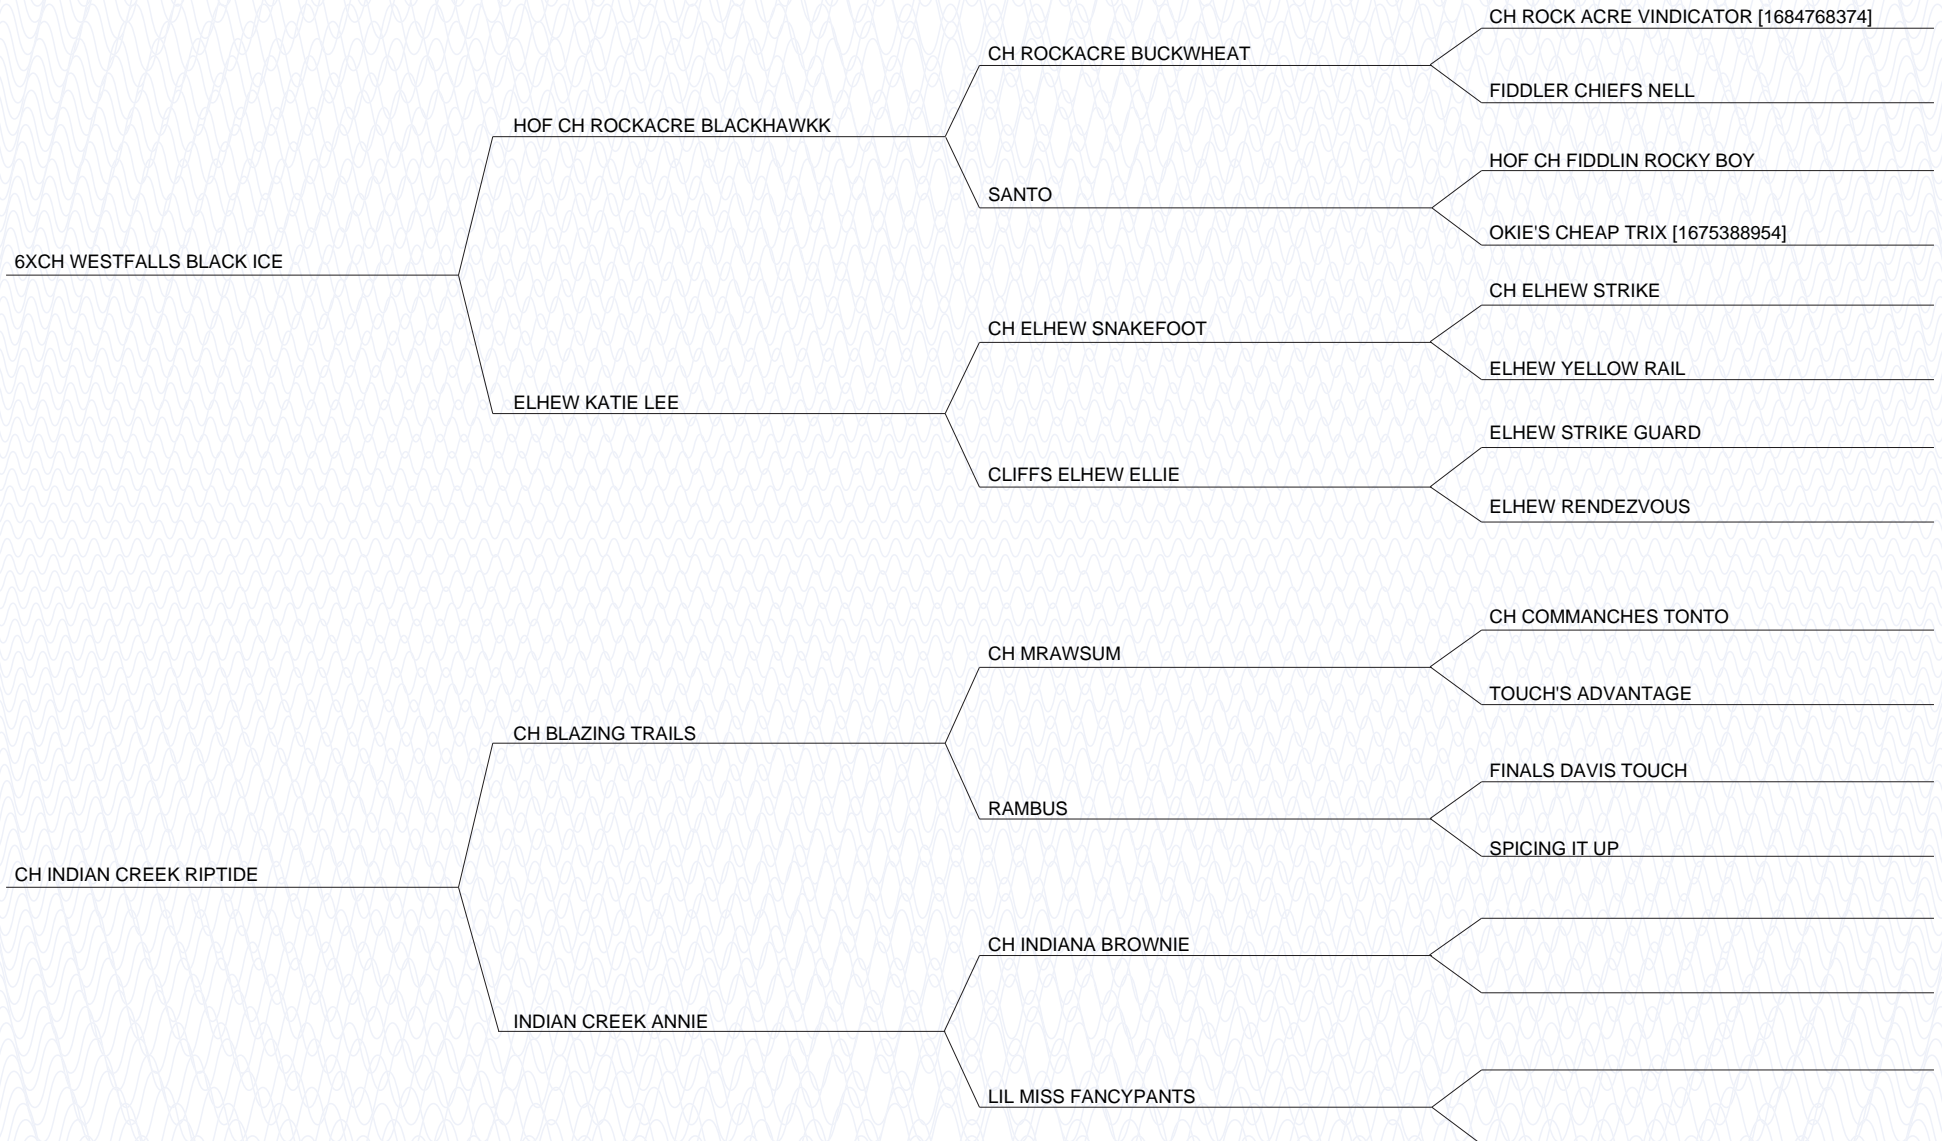 CH ROCK ACRE VINDICATOR [1684768374]
CH ROCKACRE BUCKWHEAT
FIDDLER CHIEFS NELL
HOF CH ROCKACRE BLACKHAWKK
HOF CH FIDDLIN ROCKY BOY
SANTO
OKIE'S CHEAP TRIX [1675388954]
6XCH WESTFALLS BLACK ICE
CH ELHEW STRIKE
CH ELHEW SNAKEFOOT
ELHEW YELLOW RAIL
ELHEW KATIE LEE
ELHEW STRIKE GUARD
CLIFFS ELHEW ELLIE
ELHEW RENDEZVOUS
CH COMMANCHES TONTO
CH MRAWSUM
TOUCH'S ADVANTAGE
CH BLAZING TRAILS
FINALS DAVIS TOUCH
RAMBUS
SPICING IT UP
CH INDIAN CREEK RIPTIDE
CH INDIANA BROWNIE
INDIAN CREEK ANNIE
LIL MISS FANCYPANTS